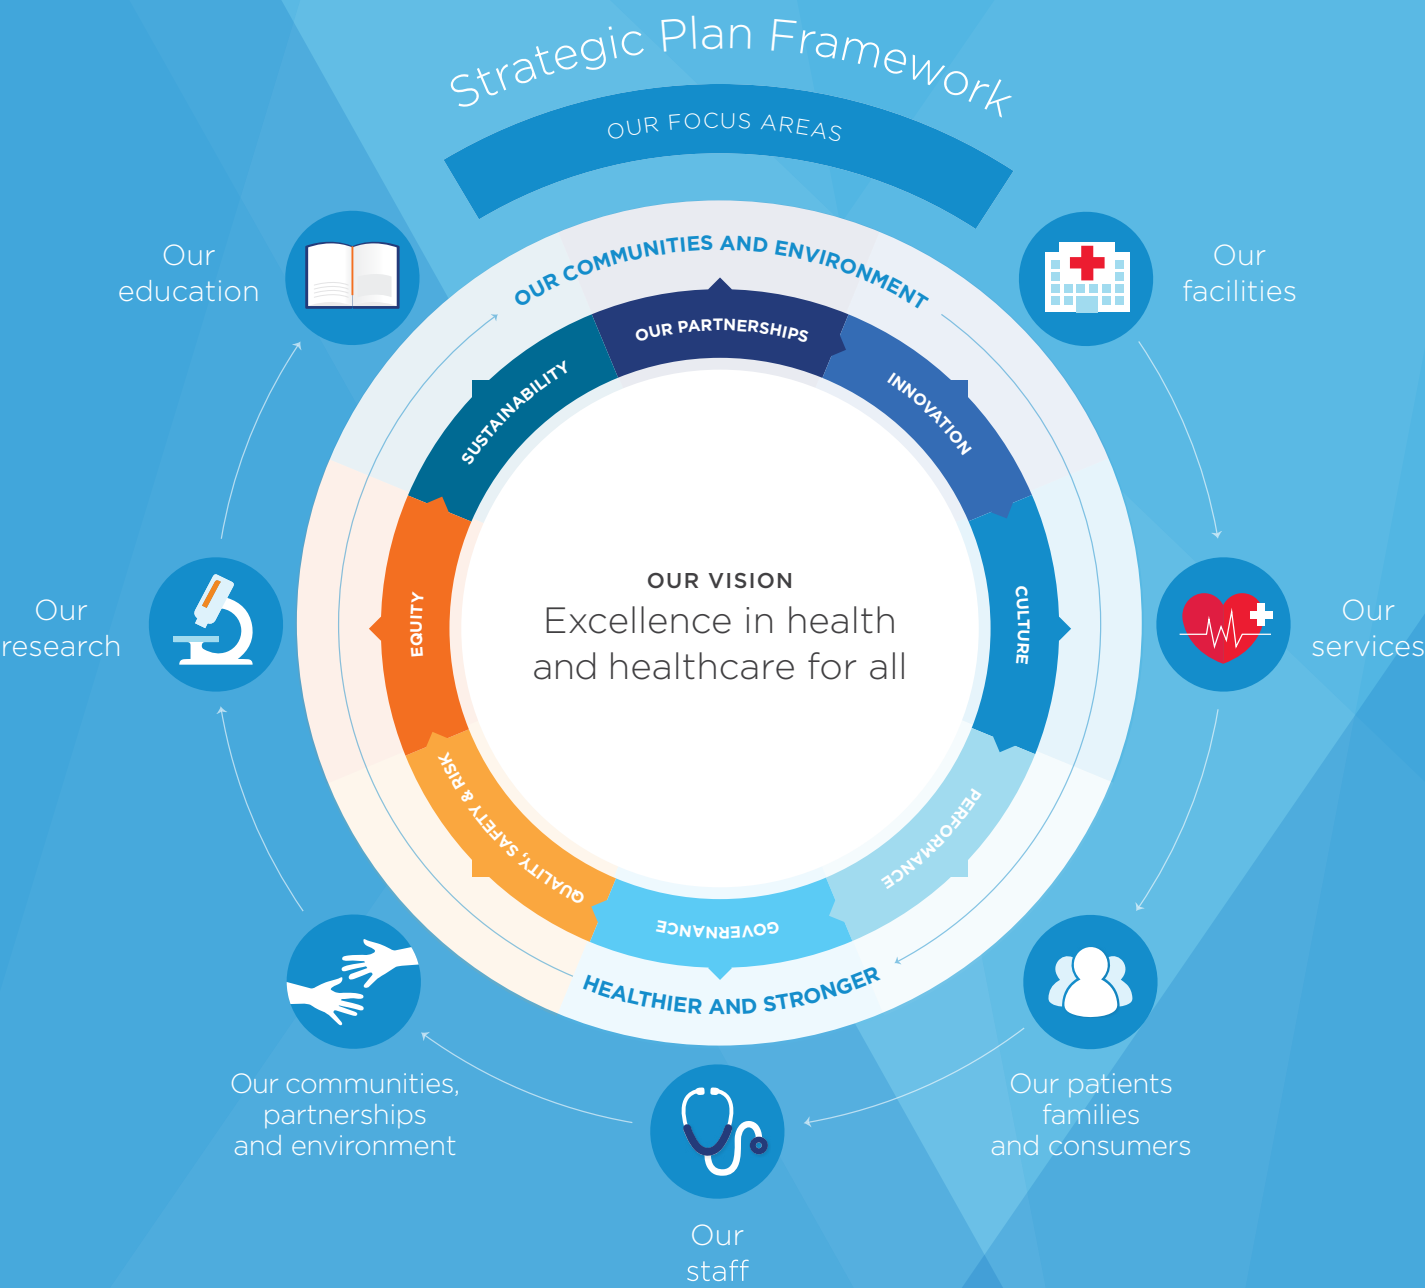 Strategic Plan Framework
OUR FOCUS AREAS
OUR COMMUNITIES AND ENVIRONMENT
OUR PARTNERSHIPS
INNOVATION
CULTURE
PERFORMANCE
GOVERNANCE
QUALITY, SAFETY & RISK
EQUITY
SUSTAINABILITY
HEALTHIER AND STRONGER
OUR VISION
Excellence in health
and healthcare for all
Our
facilities
Our
services
Our patients
families
and consumers
Our
staff
Our communities,
partnerships
and environment
Our
research
Our
education